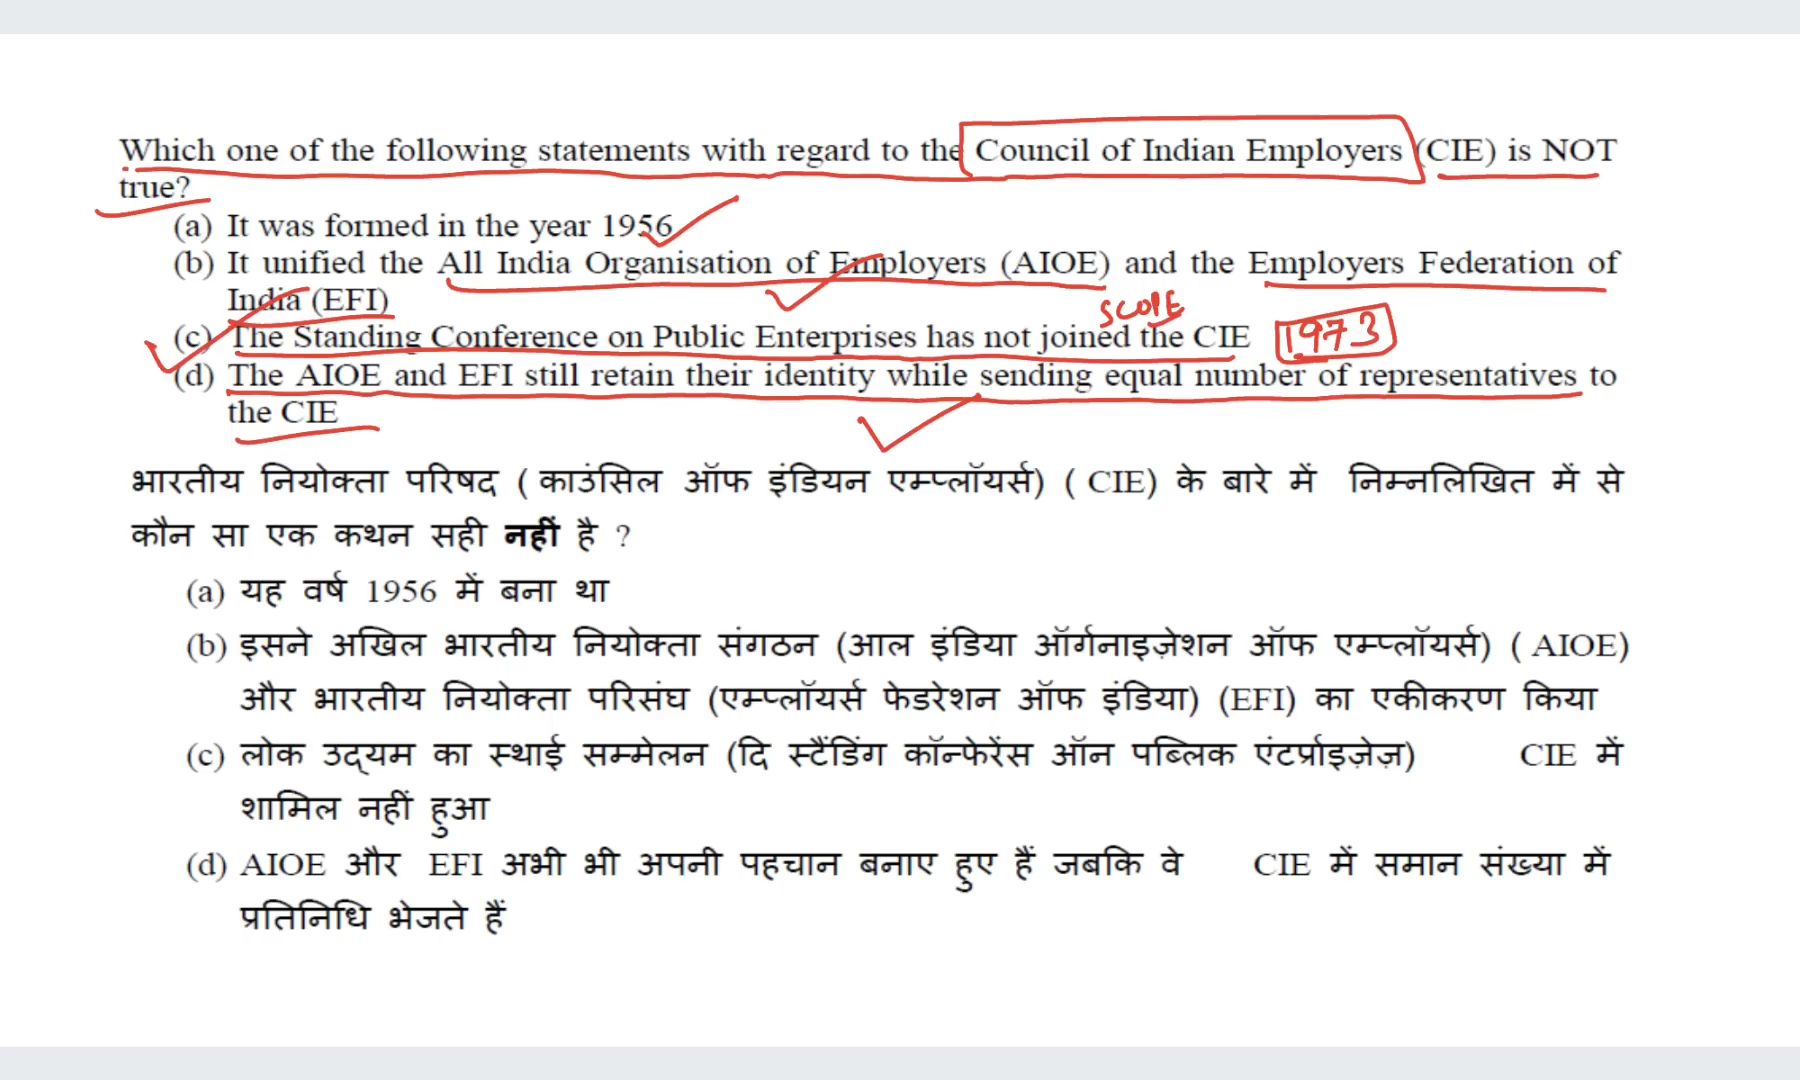 Which one of the following statements with regard to the Council of Indian Employers (CIE) is NOT
true?
(a) It was formed in the year 1956
(b) It unified the All India Organisation of Employers (AIOE) and the Employers Federation of
India (EFI)
SCOPE
(c) The Standing Conference on Public Enterprises has not joined the CIE 1973
(d) The AIOE and EFI still retain their identity while sending equal number of representatives to
the CIE
भारतीय नियोक्ता परिषद ( काउंसिल ऑफ इंडियन एम्प्लॉयर्स) ( CIE) के बारे में निम्नलिखित में से
कौन सा एक कथन सही नहीं है ?
(a) यह वर्ष 1956 में बना था
(b) इसने अखिल भारतीय नियोक्ता संगठन (आल इंडिया ऑर्गनाइज़ेशन ऑफ एम्प्लॉयर्स) ( AIOE)
और भारतीय नियोक्ता परिसंघ (एम्प्लॉयर्स फेडरेशन ऑफ इंडिया) (EFI) का एकीकरण किया
(c) लोक उद्यम का स्थाई सम्मेलन (दि स्टैंडिंग कॉन्फेरेंस ऑन पब्लिक एंटर्प्राइज़ेज़) CIE में
शामिल नहीं हुआ
(d) AIOE और EFI अभी भी अपनी पहचान बनाए हुए हैं जबकि वे CIE में समान संख्या में
प्रतिनिधि भेजते हैं